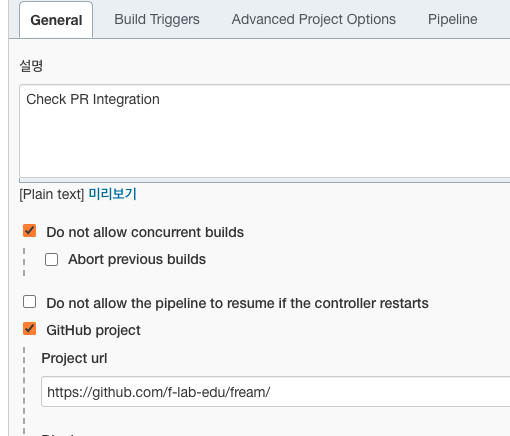 General Build Triggers Advanced Project Options Pipeline
설명
Check PR Integration
[Plain text] 미리보기
Do not allow concurrent builds
Abort previous builds
Do not allow the pipeline to resume if the controller restarts
GitHub project
Project url
https://github.com/f-lab-edu/fream/